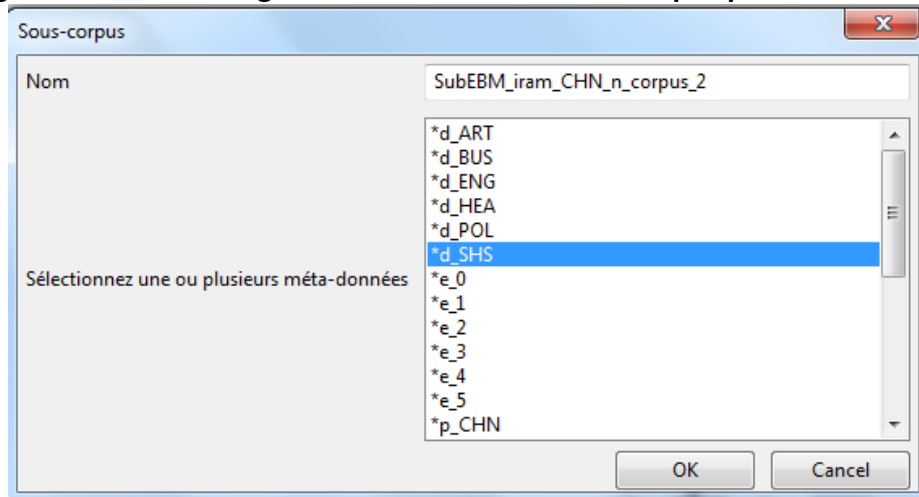 Sous-corpus
Nom
SubEBM_iram_CHN_n_corpus_2
*d_ART
*d_BUS
*d_ENG
*d_HEA
*d_POL
*d_SHS
Sélectionnez une ou plusieurs méta-données
*e_0
*e_1
*e_2
*e_3
*e_4
*e_5
*p_CHN
OK
Cancel